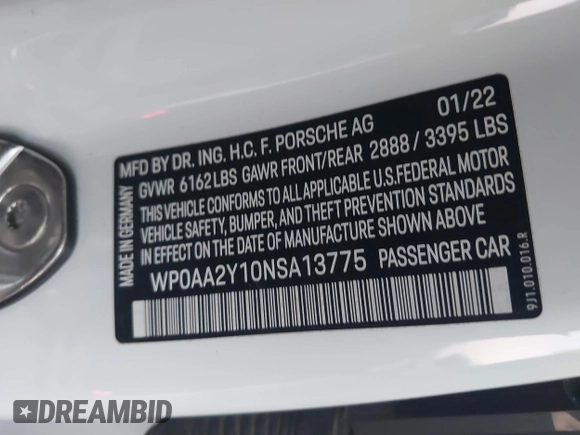 MFD BY DR. ING. H.C. F. PORSCHE AG 01/22
GVWR 6162LBS GAWR FRONT/REAR 2888 / 3395 LBS
THIS VEHICLE CONFORMS TO ALL APPLICABLE U.S.FEDERAL MOTOR
VEHICLE SAFETY, BUMPER, AND THEFT PREVENTION STANDARDS
IN EFFECT ON THE DATE OF MANUFACTURE SHOWN ABOVE.
WP0AA2Y10NSA13775 PASSENGER CAR
MADE IN GERMANY
9J1.010.016.R
DREAMBID